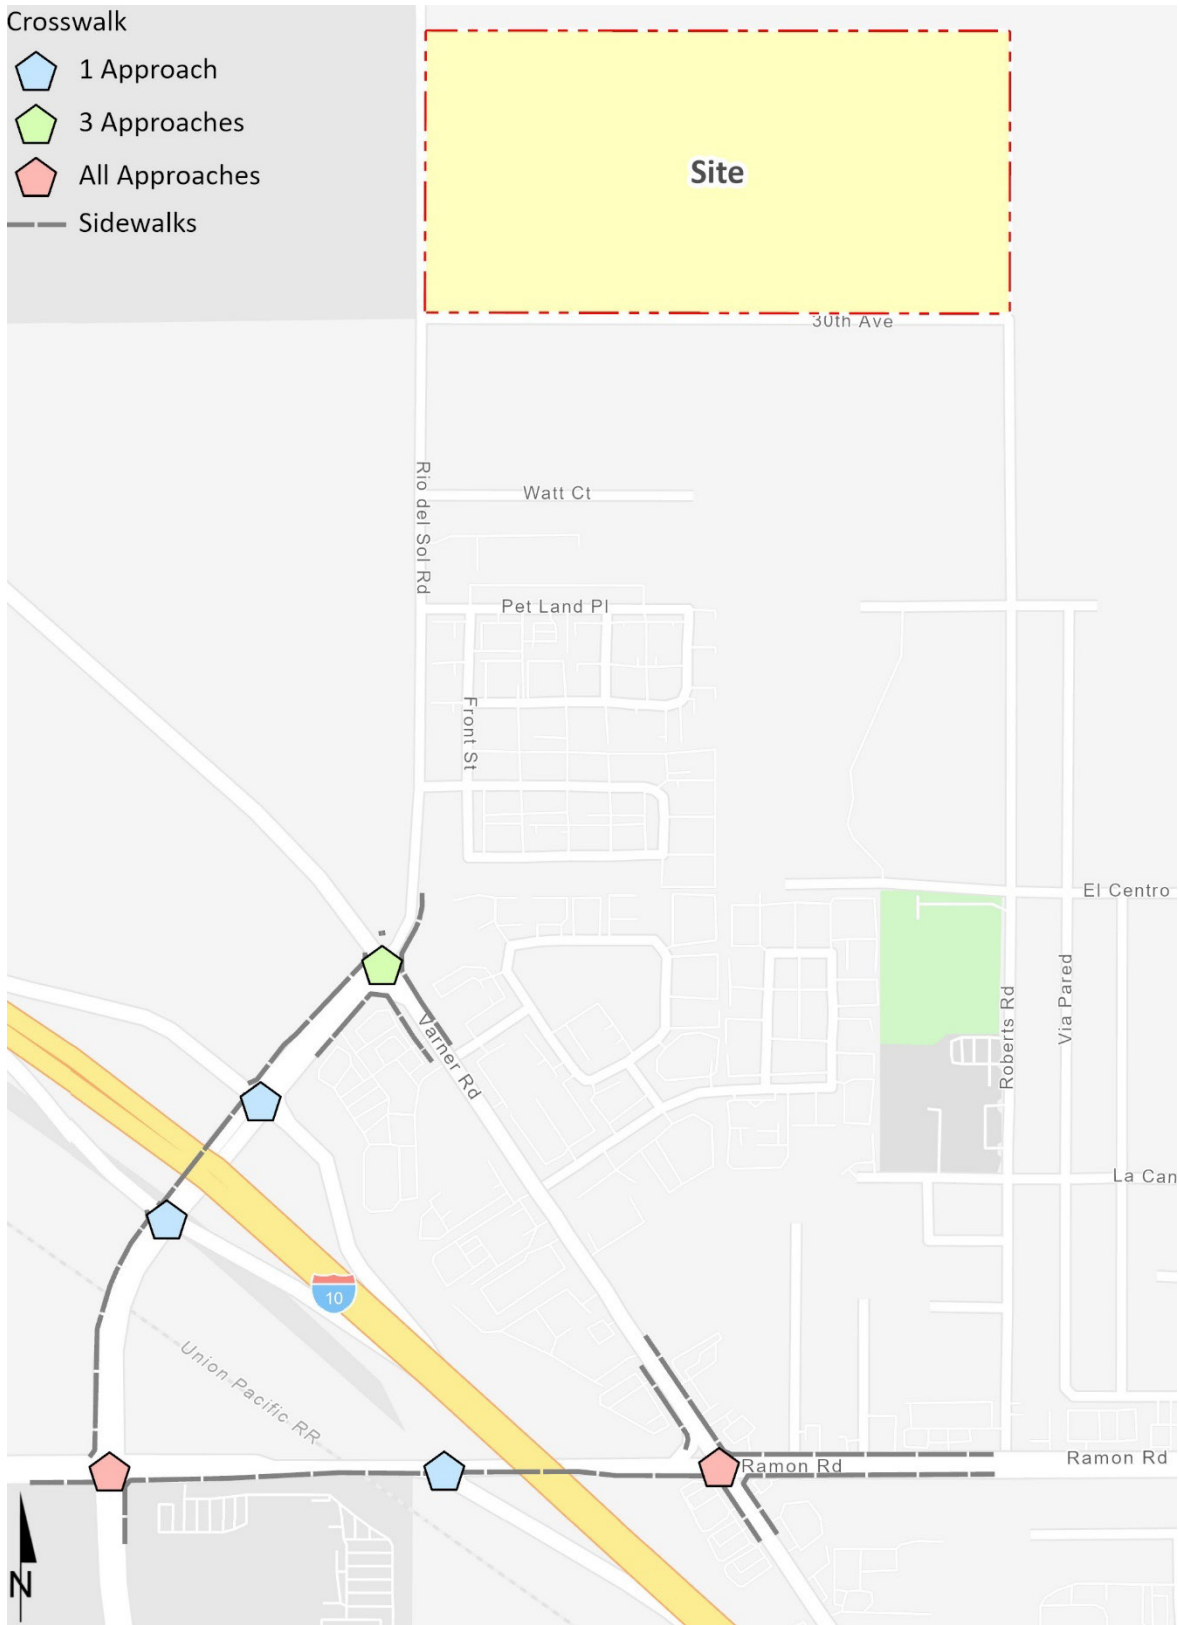 Crosswalk
1 Approach
3 Approaches
All Approaches
Sidewalks
Site
30th Ave
Rio del Sol Rd
Watt Ct
Pet Land Pl
Front St
El Centro
Varner Rd
Roberts Rd
Via Pared
La Can
10
Union Pacific RR
Ramon Rd
Ramon Rd
N